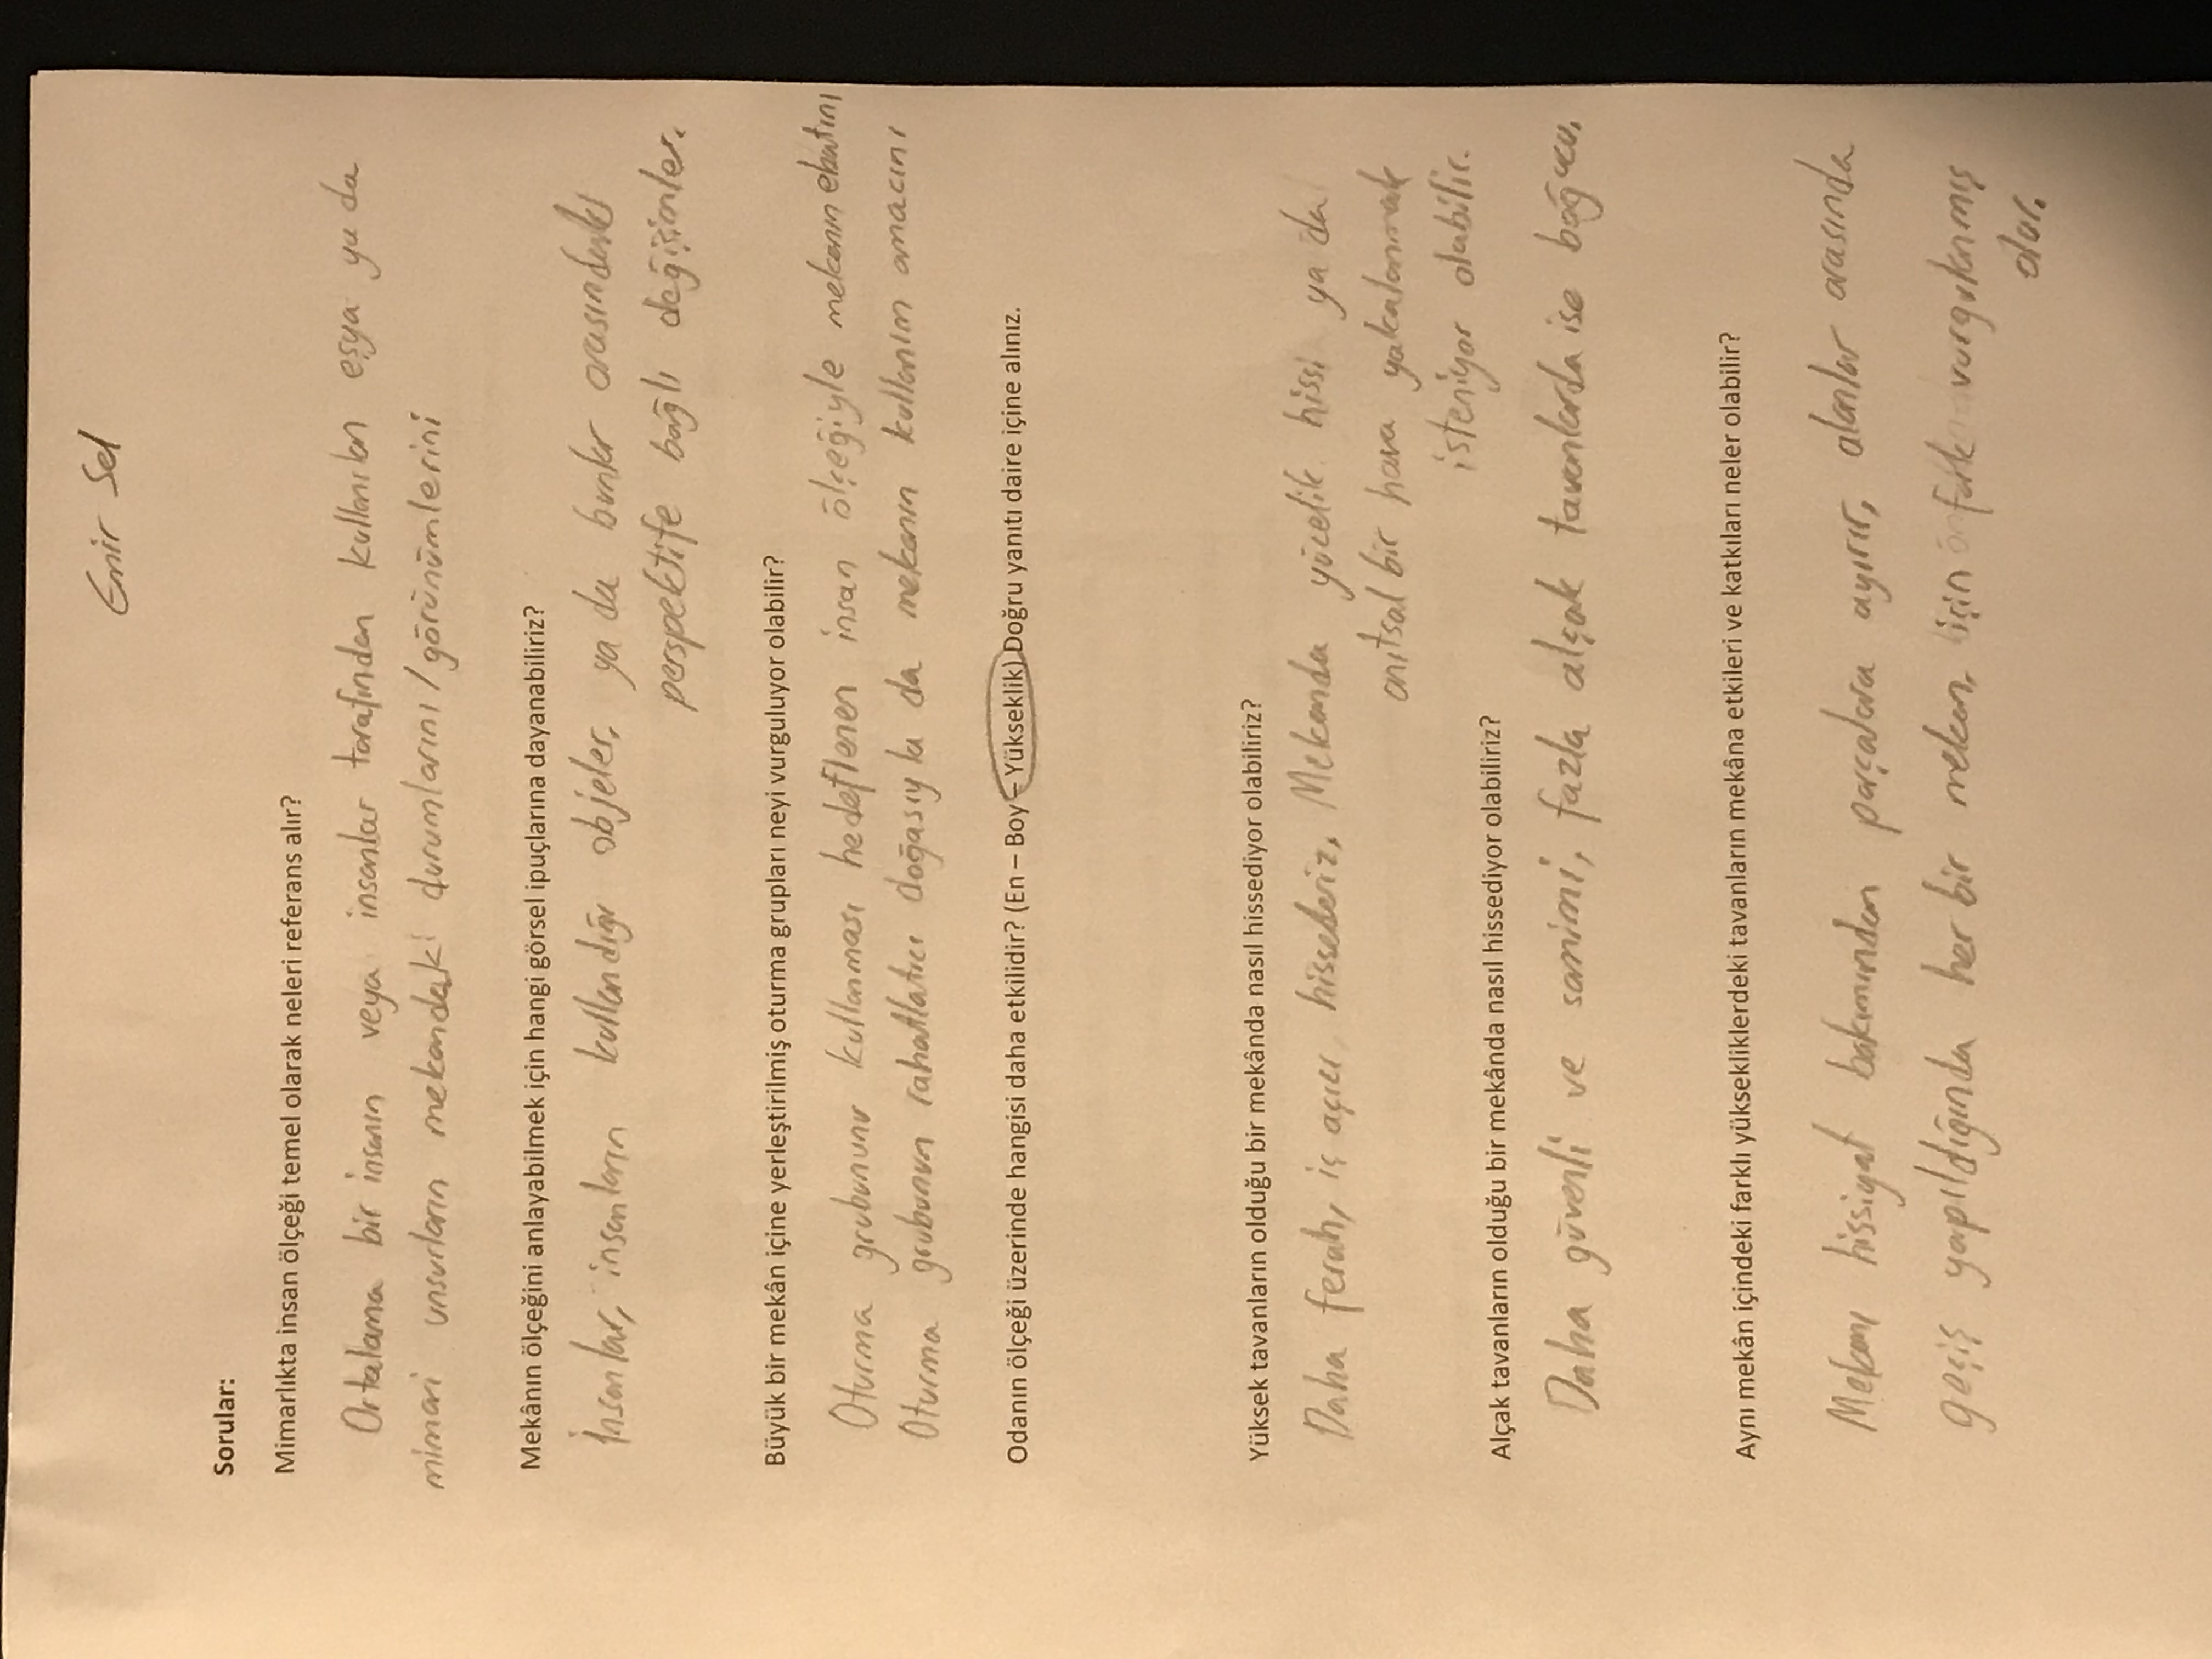 Emir Sel
Sorular:
Mimarlıkta insan ölçeği temel olarak neleri referans alır?
Ortalama bir insanın veya insanlar tarafından kullanılan eşya ya da
mimari unsurların mekandaki durumlarını/görünümlerini
Mekânın ölçeğini anlayabilmek için hangi görsel ipuçlarına dayanabiliriz?
İnsanlar, insanların kullandığı objeler, ya da bunlar arasındaki
perspektife bağlı değişimler.
Büyük bir mekân içine yerleştirilmiş oturma grupları neyi vurguluyor olabilir?
Oturma grubunun kullanması hedeflenen insan ölçeğiyle mekanın ebatını
Oturma grubunun rahatlatıcı doğasıyla da mekanın kullanım amacını
Odanın ölçeği üzerinde hangisi daha etkilidir? (En – Boy – Yükseklik) Doğru yanıtı daire içine alınız.
Yüksek tavanların olduğu bir mekânda nasıl hissediyor olabiliriz?
Daha ferah, iç açıcı, hissederiz, Mekanda yücelik hissi ya da
anıtsal bir hava yakalanmak
isteniyor olabilir.
Alçak tavanların olduğu bir mekânda nasıl hissediyor olabiliriz?
Daha güvenli ve samimi, fazla alçak tavanlarda ise boğucu.
Aynı mekân içindeki farklı yüksekliklerdeki tavanların mekâna etkileri ve katkıları neler olabilir?
Mekanı hissiyat bakımından parçalara ayırır, alanlar arasında
geçiş yapıldığında her bir mekan, için vurgulanmış
olur.